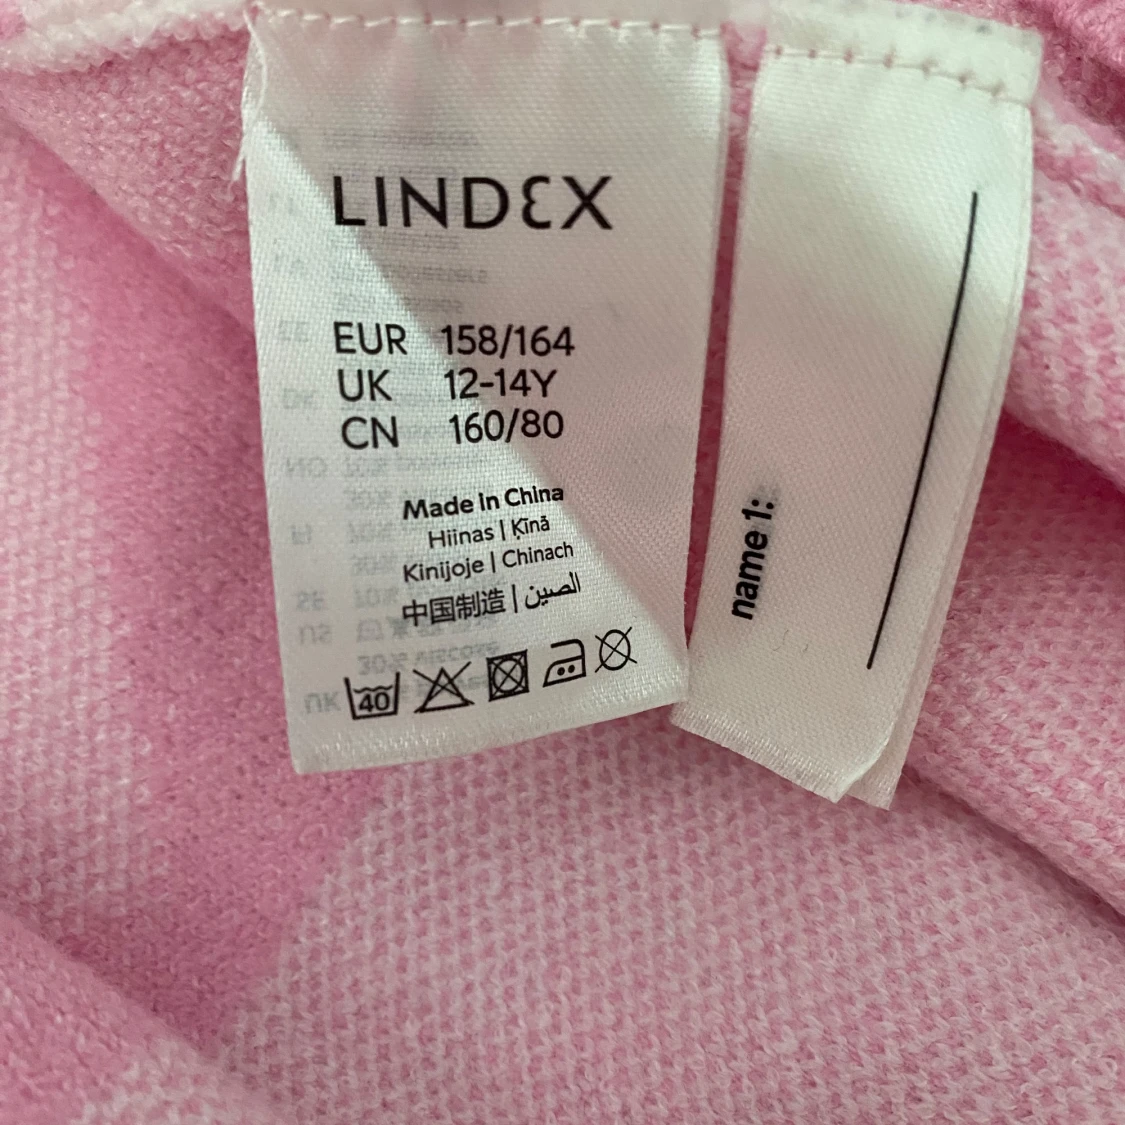 LINDEX
EUR 158/164
UK 12-14Y
CN 160/80
Made in China
Hiinas | Ķīnā
Kinijoje | Chinach
中国制造 | الصين
40
name 1: